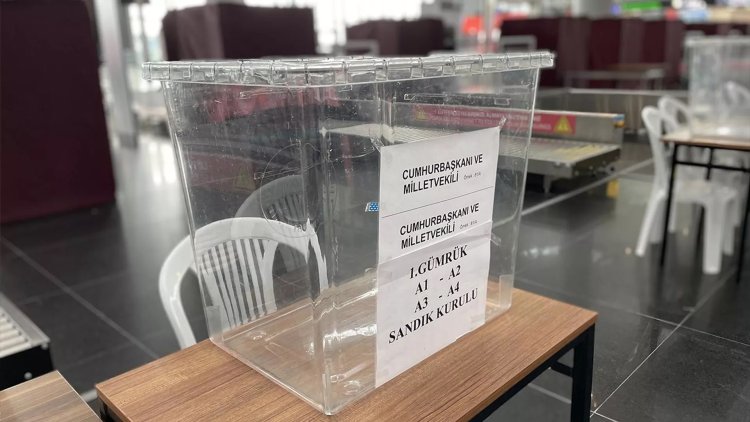 CUMHURBAŞKANI VE
MİLLETVEKİLİ
CUMHURBAŞKANI VE
MİLLETVEKİLİ
1.GÜMRÜK
A1 - A2
A3 - A4
SANDIK KURULU